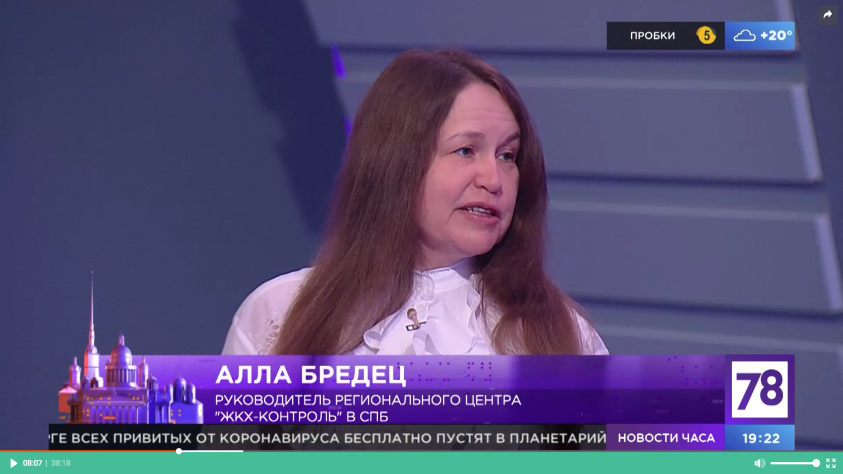 ПРОБКИ 5 +20°
АЛЛА БРЕДЕЦ
РУКОВОДИТЕЛЬ РЕГИОНАЛЬНОГО ЦЕНТРА
"ЖКХ-КОНТРОЛЬ" В СПБ
78
РГЕ ВСЕХ ПРИВИТЫХ ОТ КОРОНАВИРУСА БЕСПЛАТНО ПУСТЯТ В ПЛАНЕТАРИЙ НОВОСТИ ЧАСА 19:22
08:07 | 38:18